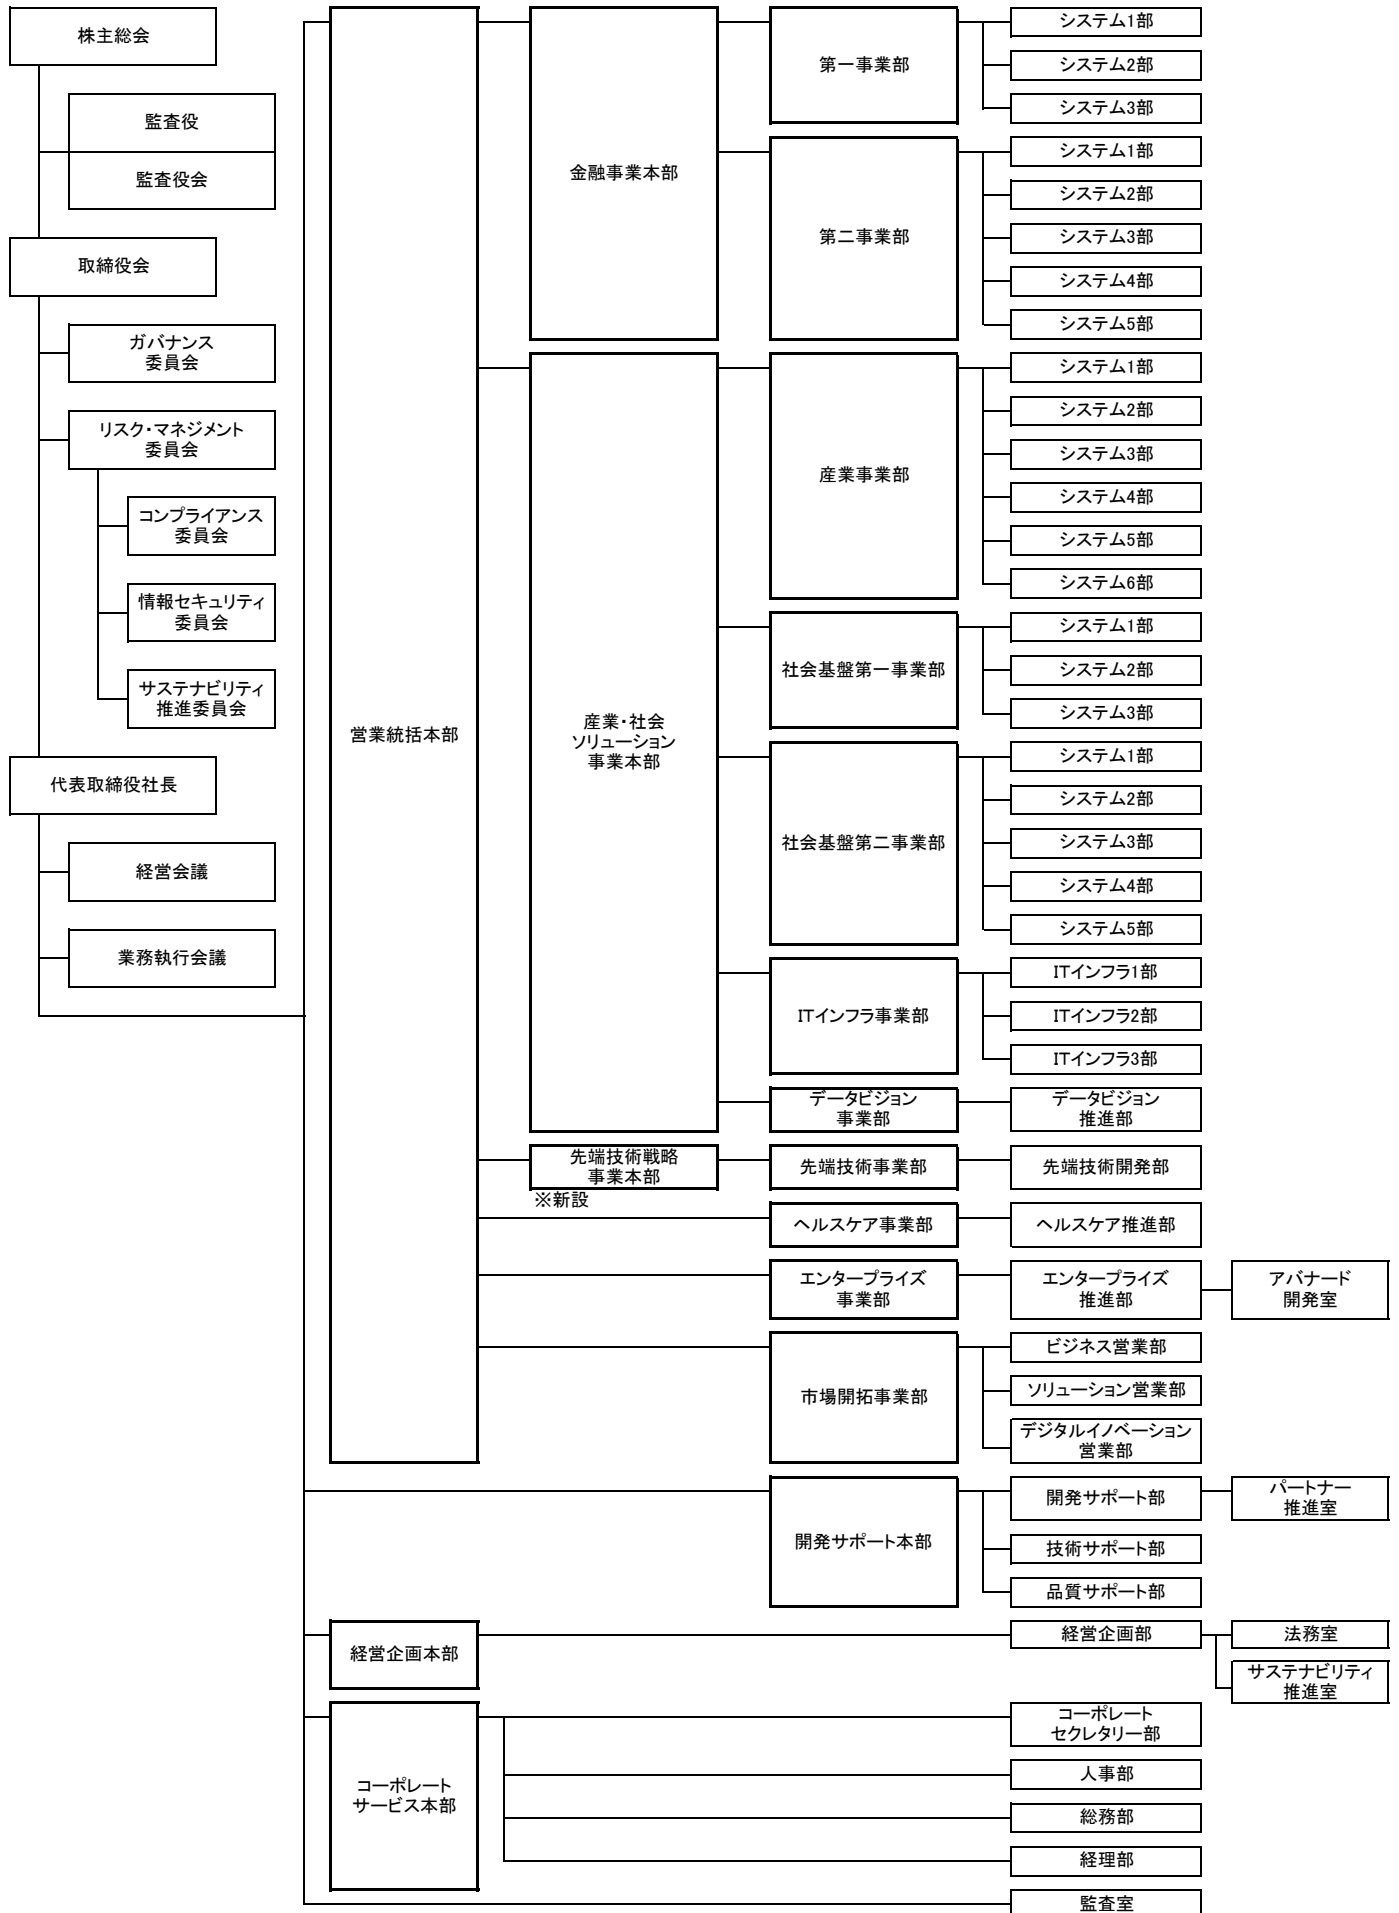 株主総会
監査役
監査役会
取締役会
ガバナンス
委員会
リスク・マネジメント
委員会
コンプライアンス
委員会
情報セキュリティ
委員会
サステナビリティ
推進委員会
代表取締役社長
経営会議
業務執行会議
営業統括本部
金融事業本部
第一事業部
システム1部
システム2部
システム3部
第二事業部
システム1部
システム2部
システム3部
システム4部
システム5部
産業・社会
ソリューション
事業本部
産業事業部
システム1部
システム2部
システム3部
システム4部
システム5部
システム6部
社会基盤第一事業部
システム1部
システム2部
システム3部
社会基盤第二事業部
システム1部
システム2部
システム3部
システム4部
システム5部
ITインフラ事業部
ITインフラ1部
ITインフラ2部
ITインフラ3部
データビジョン
事業部
データビジョン
推進部
先端技術戦略
事業本部
※新設
先端技術事業部
先端技術開発部
ヘルスケア事業部
ヘルスケア推進部
エンタープライズ
事業部
エンタープライズ
推進部
アバナード
開発室
市場開拓事業部
ビジネス営業部
ソリューション営業部
デジタルイノベーション
営業部
開発サポート本部
開発サポート部
パートナー
推進室
技術サポート部
品質サポート部
経営企画本部
経営企画部
法務室
サステナビリティ
推進室
コーポレート
サービス本部
コーポレート
セクレタリー部
人事部
総務部
経理部
監査室